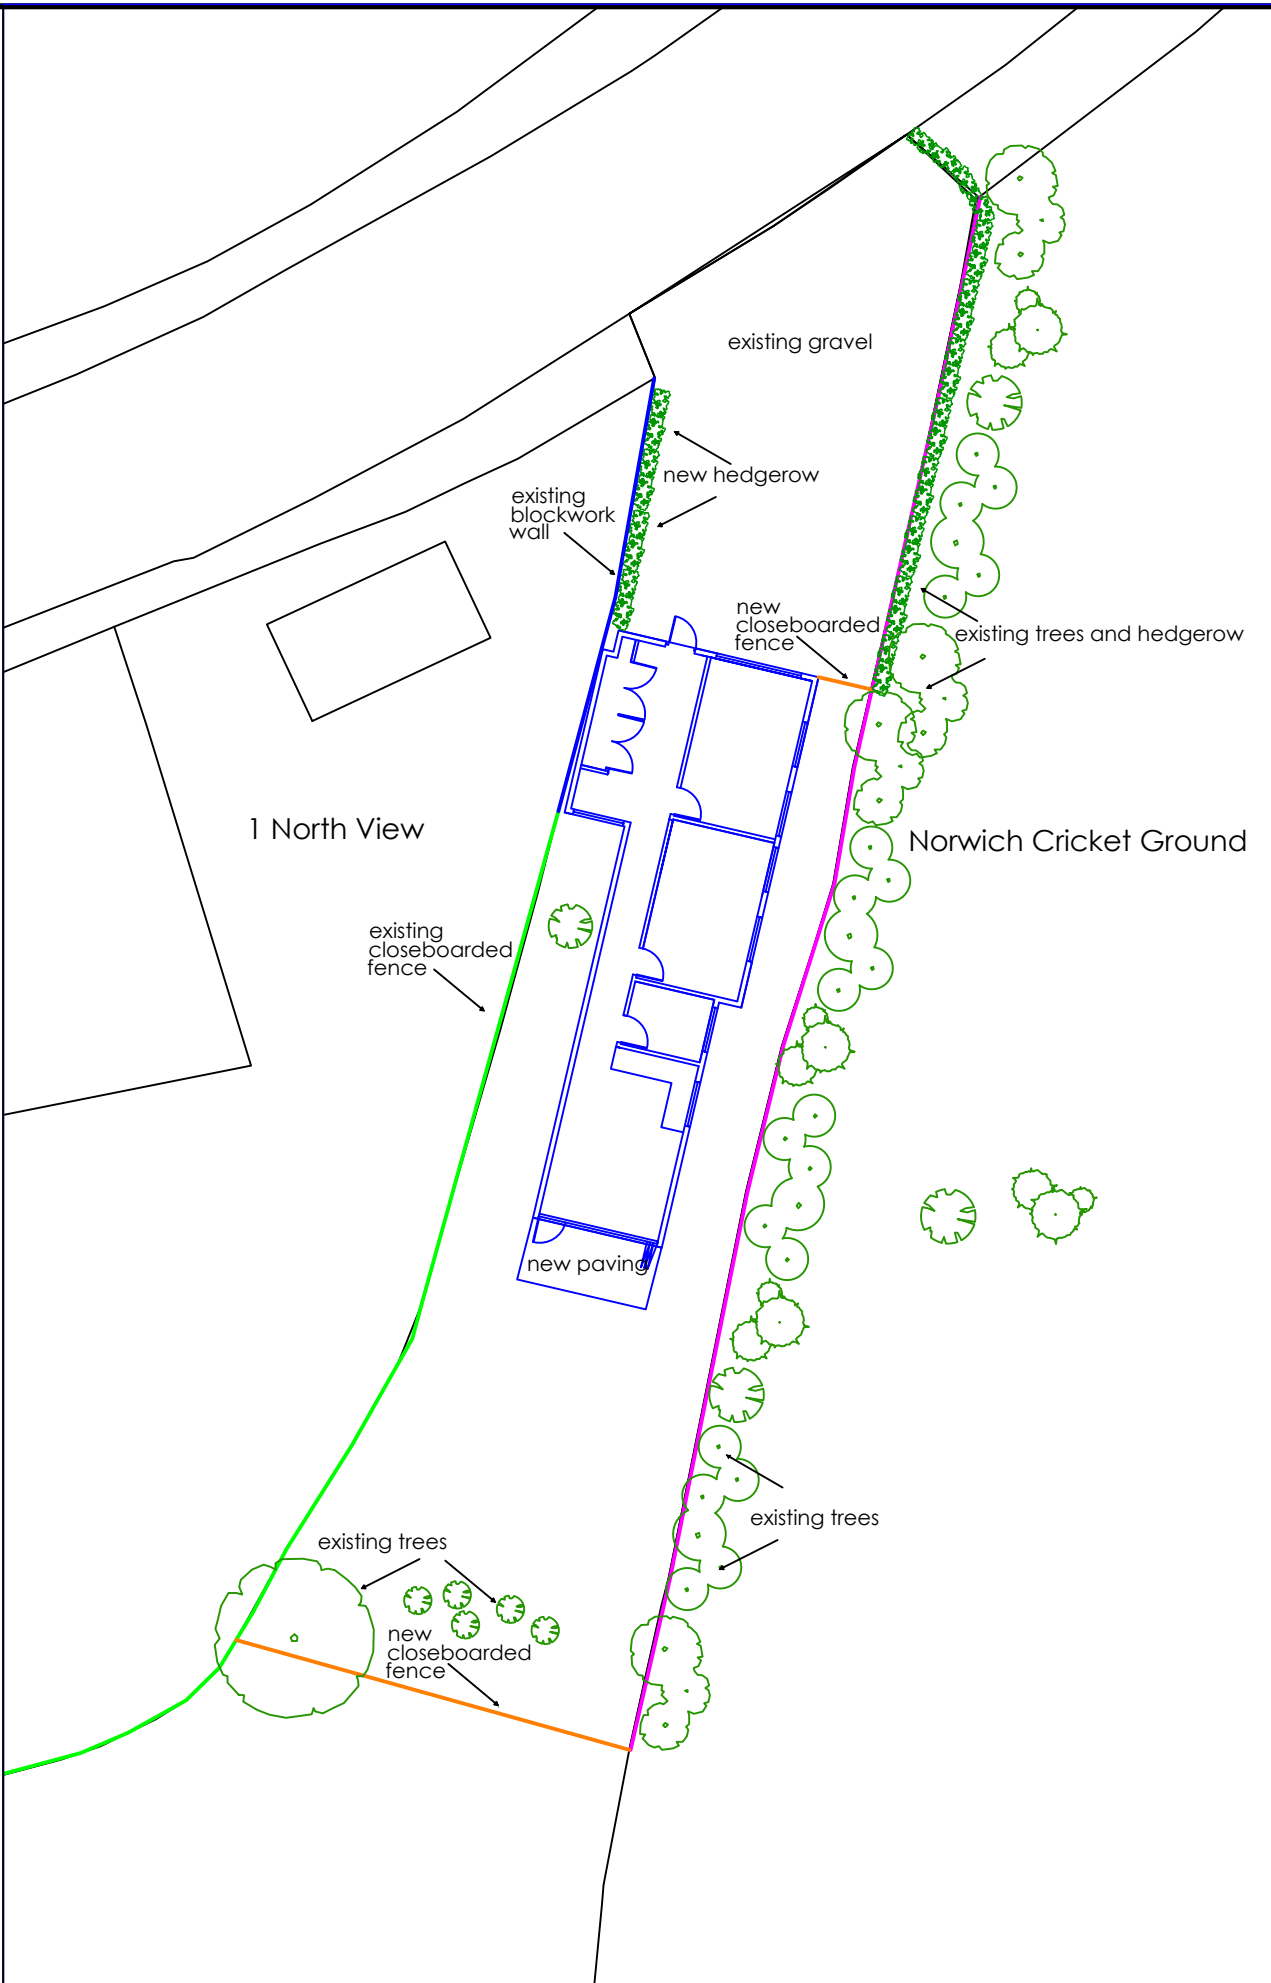 existing gravel
new hedgerow
existing
blockwork
wall
new
closeboarded
fence
existing trees and hedgerow
1 North View
Norwich Cricket Ground
existing
closeboarded
fence
new paving
existing trees
existing trees
new
closeboarded
fence